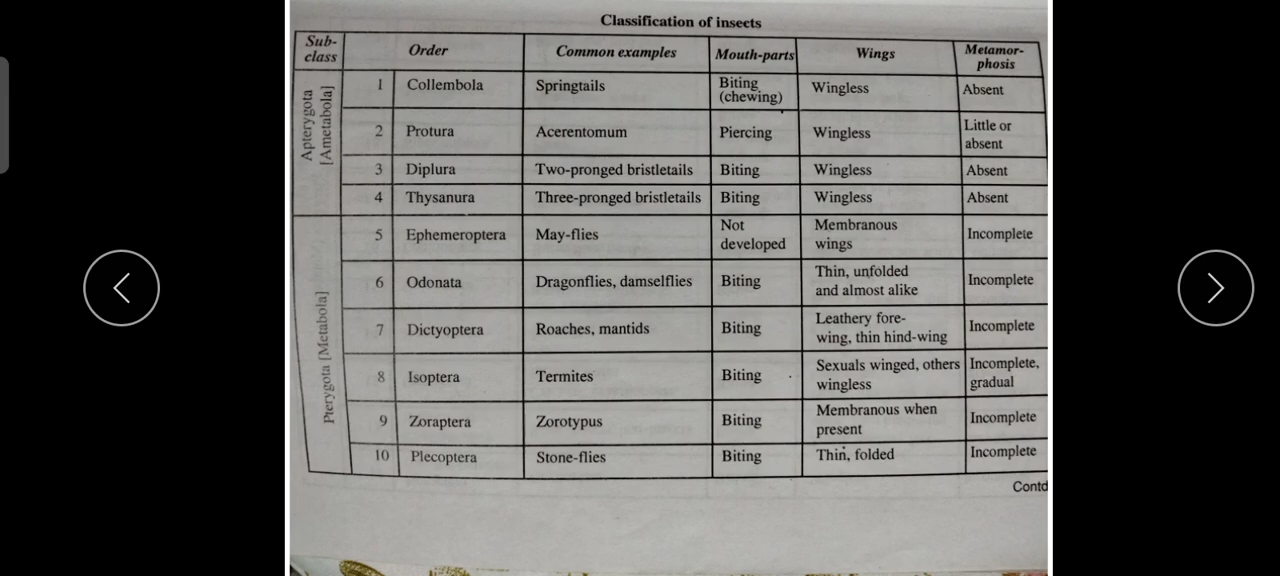 Classification of insects
Sub-class Order Common examples Mouth-parts Wings Metamor-phosis
Apterygota [Ametabola]
1 Collembola Springtails Biting (chewing) Wingless Absent
2 Protura Acerentomum Piercing Wingless Little or absent
3 Diplura Two-pronged bristletails Biting Wingless Absent
4 Thysanura Three-pronged bristletails Biting Wingless Absent
Pterygota [Metabola]
5 Ephemeroptera May-flies Not developed Membranous wings Incomplete
6 Odonata Dragonflies, damselflies Biting Thin, unfolded and almost alike Incomplete
7 Dictyoptera Roaches, mantids Biting Leathery fore-wing, thin hind-wing Incomplete
8 Isoptera Termites Biting Sexuals winged, others wingless Incomplete, gradual
9 Zoraptera Zorotypus Biting Membranous when present Incomplete
10 Plecoptera Stone-flies Biting Thin, folded Incomplete
Contd